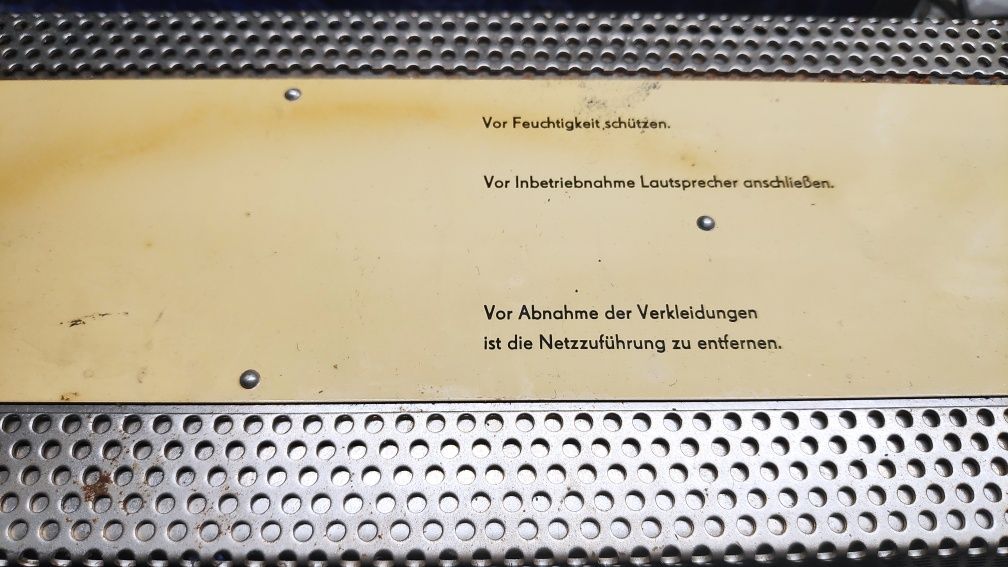 Vor Feuchtigkeit schützen.
Vor Inbetriebnahme Lautsprecher anschließen.
Vor Abnahme der Verkleidungen
ist die Netzzuführung zu entfernen.